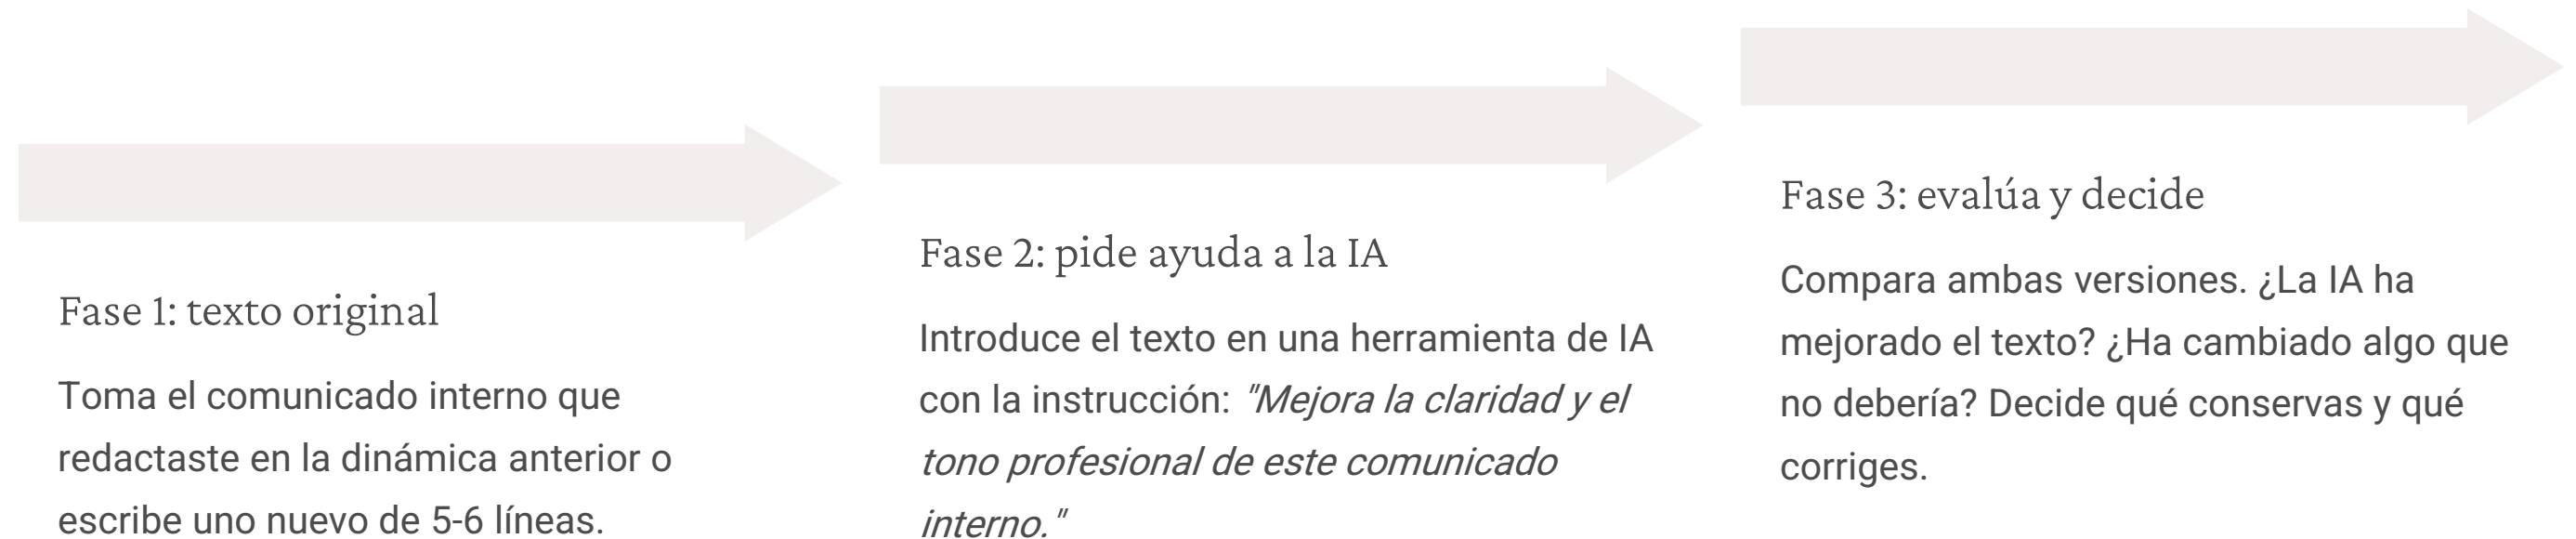 Fase 1: texto original
Toma el comunicado interno que
redactaste en la dinámica anterior o
escribe uno nuevo de 5-6 líneas.
Fase 2: pide ayuda a la IA
Introduce el texto en una herramienta de IA
con la instrucción: "Mejora la claridad y el
tono profesional de este comunicado
interno."
Fase 3: evalúa y decide
Compara ambas versiones. ¿La IA ha
mejorado el texto? ¿Ha cambiado algo que
no debería? Decide qué conservas y qué
corriges.